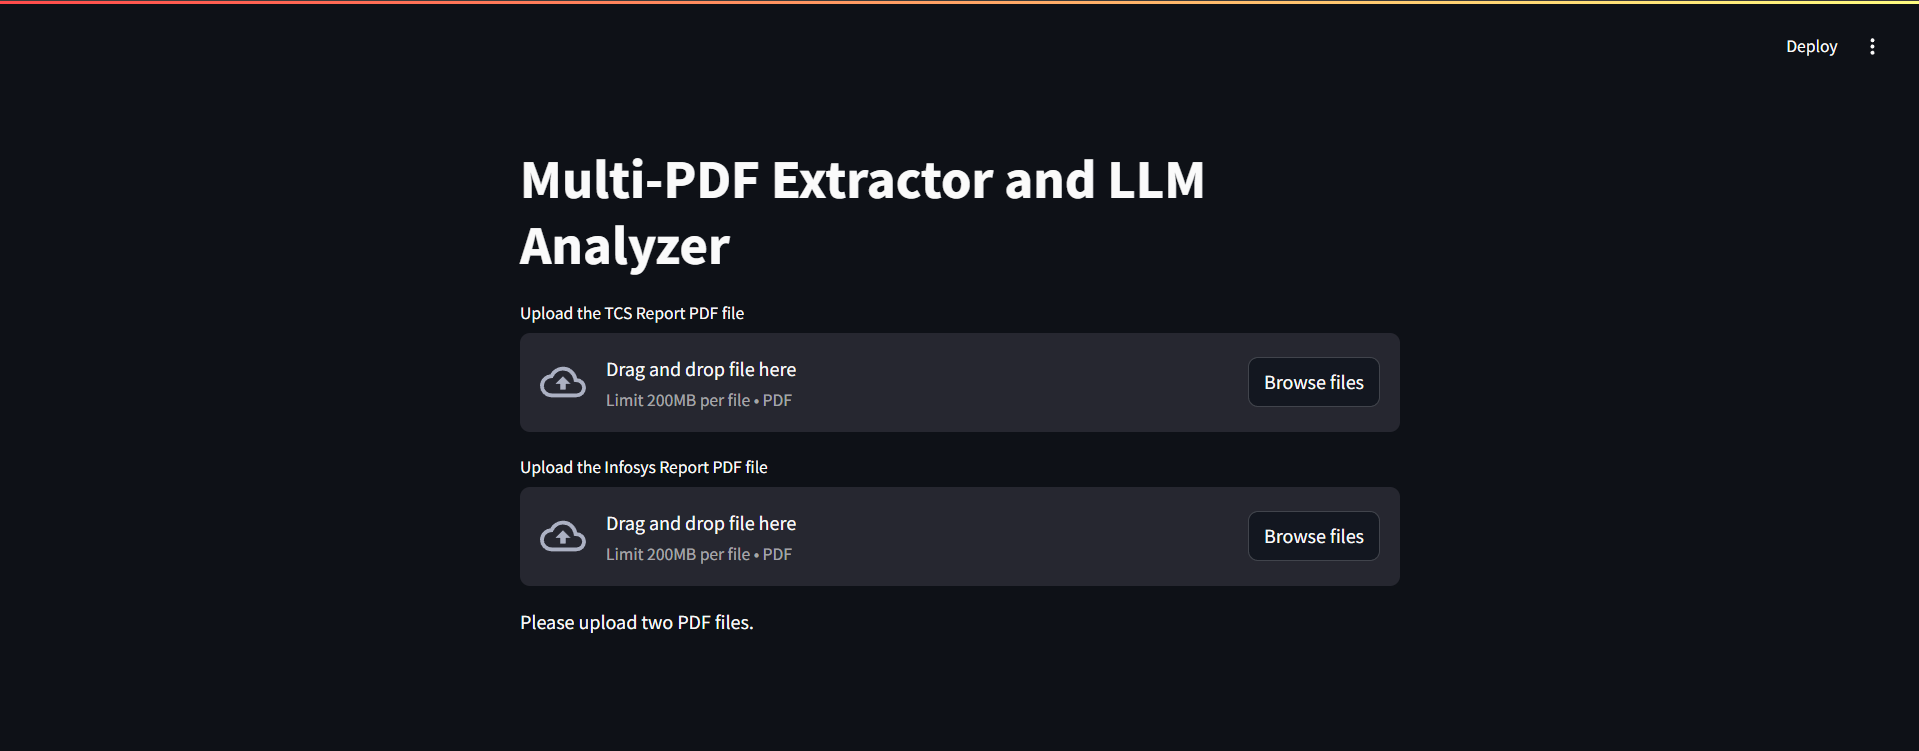 Deploy
Multi-PDF Extractor and LLM
Analyzer
Upload the TCS Report PDF file
Drag and drop file here
Limit 200MB per file • PDF
Browse files
Upload the Infosys Report PDF file
Drag and drop file here
Limit 200MB per file • PDF
Browse files
Please upload two PDF files.